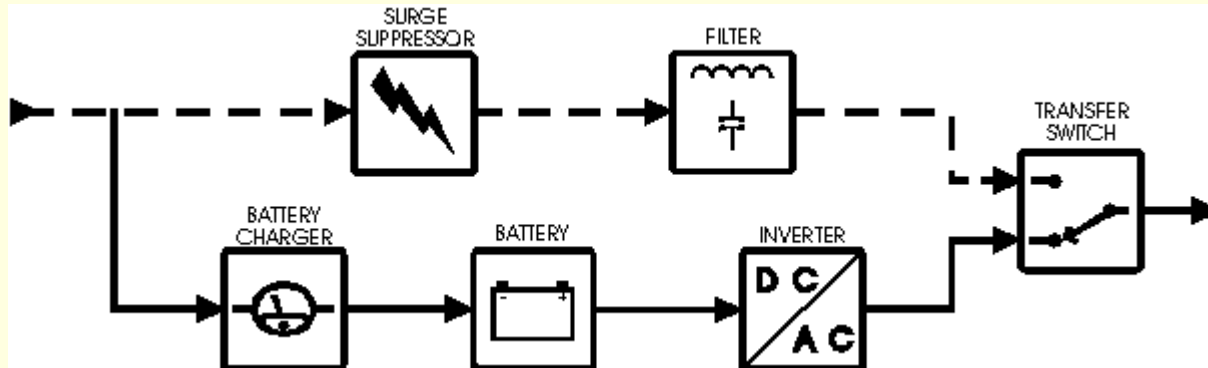 SURGE
SUPPRESSOR
FILTER
TRANSFER
SWITCH
BATTERY
CHARGER
BATTERY
INVERTER
D C
A C